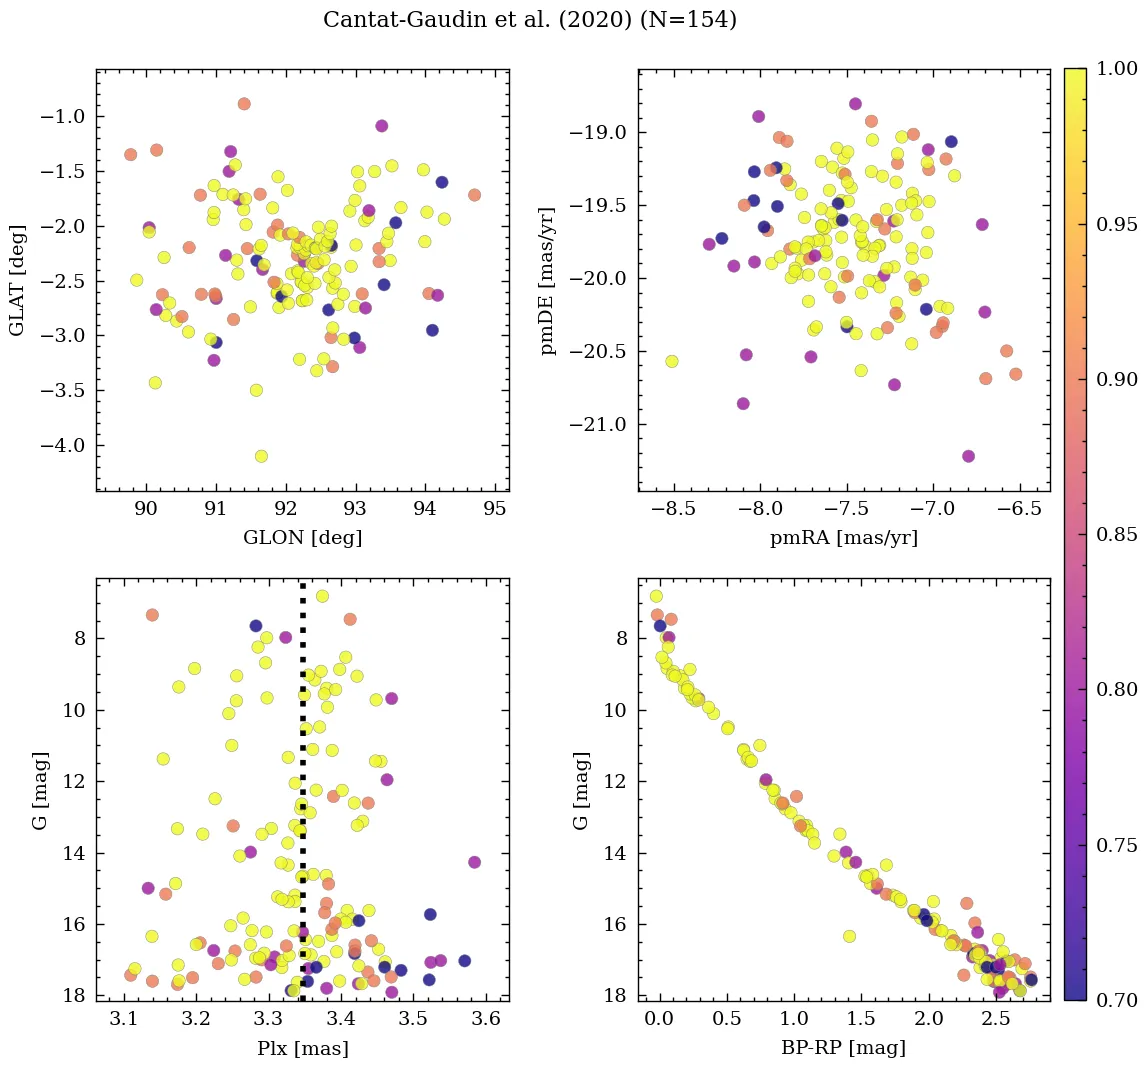 Cantat-Gaudin et al. (2020) (N=154)
−1.0
−1.5
−2.0
−2.5
−3.0
−3.5
−4.0
GLAT [deg]
90 91 92 93 94 95
GLON [deg]
−19.0
−19.5
−20.0
−20.5
−21.0
pmDE [mas/yr]
−8.5 −8.0 −7.5 −7.0 −6.5
pmRA [mas/yr]
1.00
0.95
0.90
0.85
0.80
0.75
0.70
8
10
12
14
16
18
G [mag]
3.1 3.2 3.3 3.4 3.5 3.6
Plx [mas]
8
10
12
14
16
18
G [mag]
0.0 0.5 1.0 1.5 2.0 2.5
BP-RP [mag]